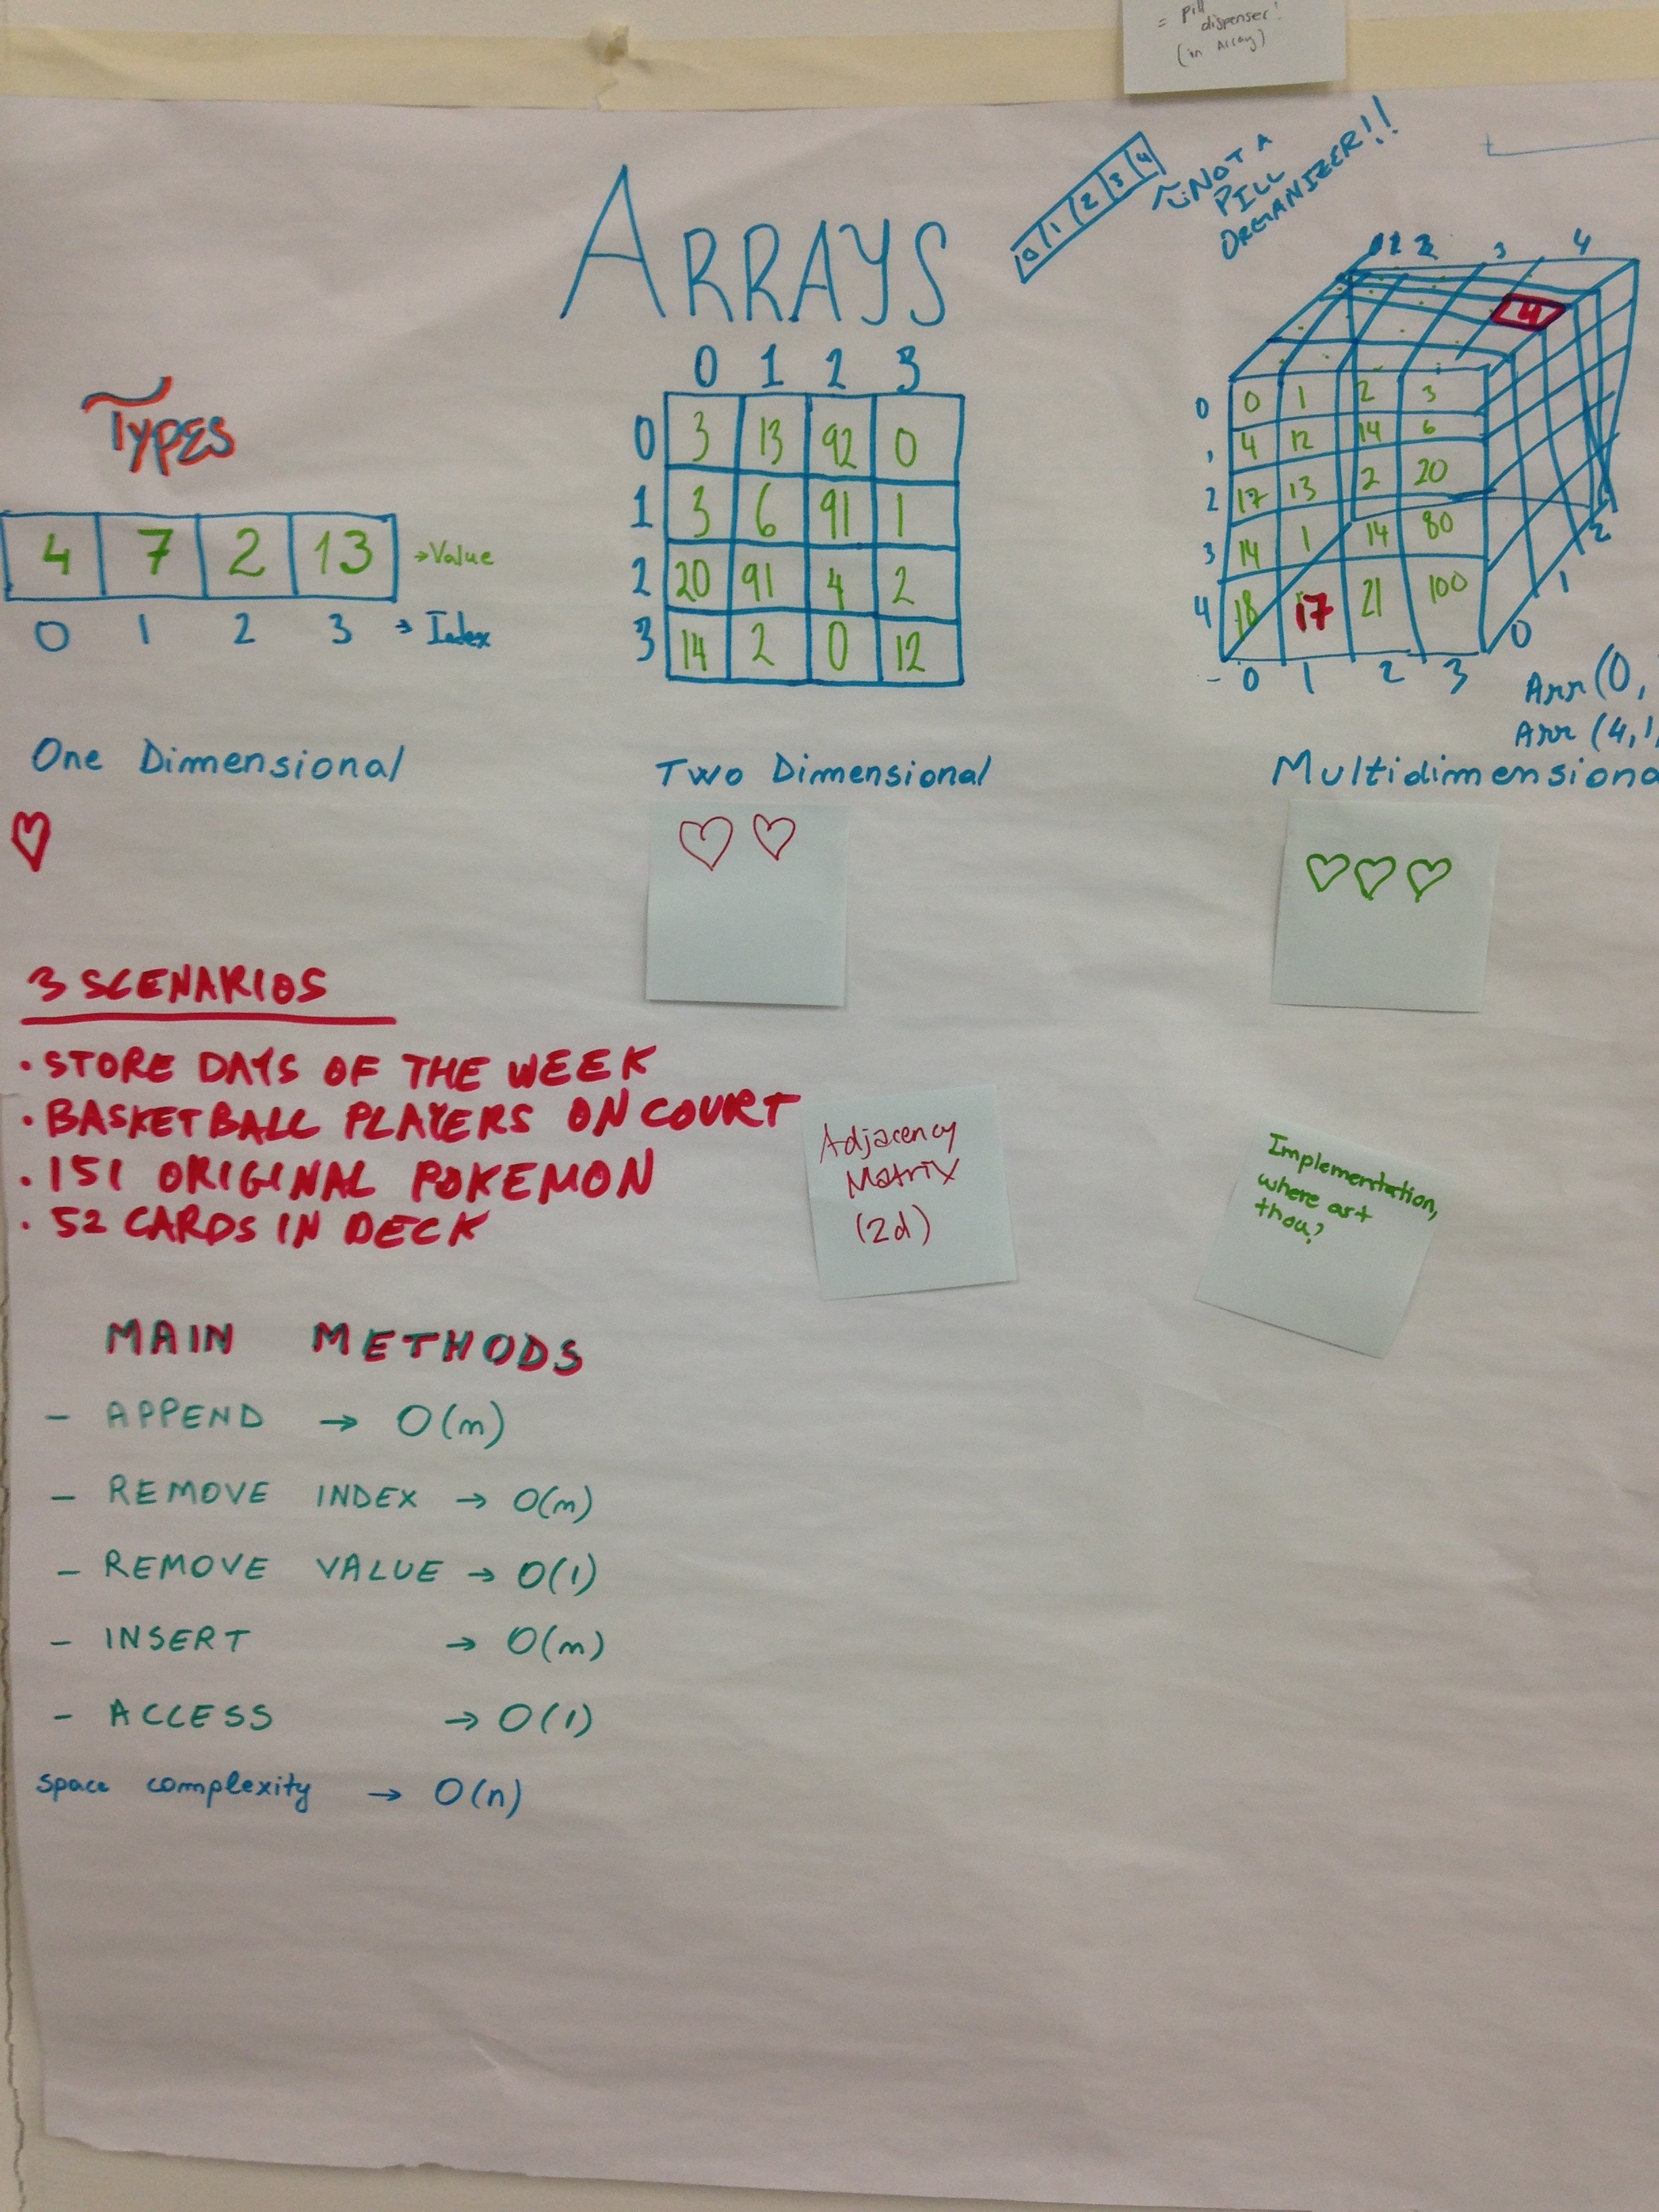 = Pill
dispenser!
(in Array)
ARRAYS
0 1 2 3 4
NOT A
PILL
ORGANIZER!!
TYPES
4 7 2 13 → Value
0 1 2 3 → Index
One Dimensional
0 1 2 3
0 3 13 92 0
1 3 6 91 1
2 20 91 4 2
3 14 2 0 12
Two Dimensional
3 4
4
0 0 1 2 3
1 4 12 14 6
2 17 13 2 20
3 14 1 14 80
4 18 17 21 100
0 1 2 3
0 1 2
Arr (0,
Arr (4,1,
Multidimensiona
3 SCENARIOS
• STORE DAYS OF THE WEEK
• BASKETBALL PLAYERS ON COURT
• 151 ORIGINAL POKEMON
• 52 CARDS IN DECK
Adjacency
Matrix
(2d)
Implementation,
where art
thou?
MAIN METHODS
- APPEND → O(n)
- REMOVE INDEX → O(n)
- REMOVE VALUE → O(1)
- INSERT → O(n)
- ACCESS → O(1)
space complexity → O(n)